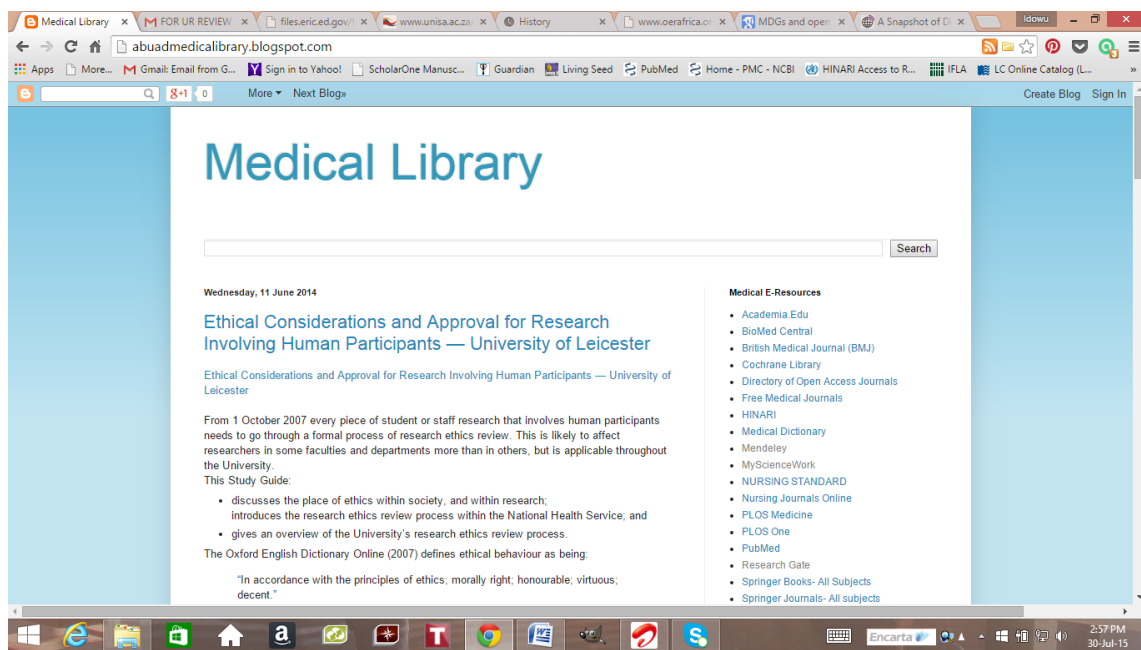 Medical Library
FOR UR REVIEW
files.eric.ed.gov/
www.unisa.ac.za/
History
www.oerafrica.or
MDGs and open
A Snapshot of Di
Idowu
abuadmedicalibrary.blogspot.com
Apps More... Gmail: Email from G... Sign in to Yahoo! ScholarOne Manusc... Guardian Living Seed PubMed Home - PMC - NCBI HINARI Access to R... IFLA LC Online Catalog (L... »
g+1 0 More Next Blog» Create Blog Sign In
Medical Library
Search
Wednesday, 11 June 2014
Ethical Considerations and Approval for Research
Involving Human Participants — University of Leicester
Ethical Considerations and Approval for Research Involving Human Participants — University of
Leicester
From 1 October 2007 every piece of student or staff research that involves human participants
needs to go through a formal process of research ethics review. This is likely to affect
researchers in some faculties and departments more than in others, but is applicable throughout
the University.
This Study Guide:
• discusses the place of ethics within society, and within research;
introduces the research ethics review process within the National Health Service; and
• gives an overview of the University's research ethics review process.
The Oxford English Dictionary Online (2007) defines ethical behaviour as being:
“In accordance with the principles of ethics; morally right; honourable; virtuous;
decent.”
Medical E-Resources
• Academia.Edu
• BioMed Central
• British Medical Journal (BMJ)
• Cochrane Library
• Directory of Open Access Journals
• Free Medical Journals
• HINARI
• Medical Dictionary
• Mendeley
• MyScienceWork
• NURSING STANDARD
• Nursing Journals Online
• PLOS Medicine
• PLOS One
• PubMed
• Research Gate
• Springer Books- All Subjects
• Springer Journals- All subjects
Encarta
2:57 PM
30-Jul-15